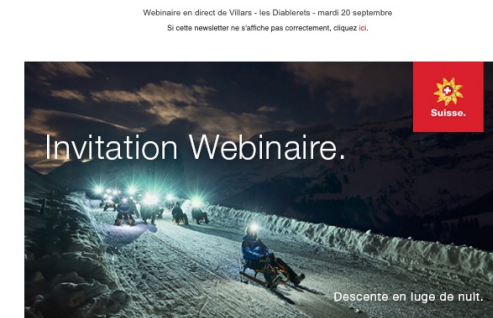 Webinaire en direct de Villars - les Diablerets - mardi 20 septembre
Si cette newsletter ne s'affiche pas correctement, cliquez ici.
Suisse.
Invitation Webinaire.
Descente en luge de nuit.